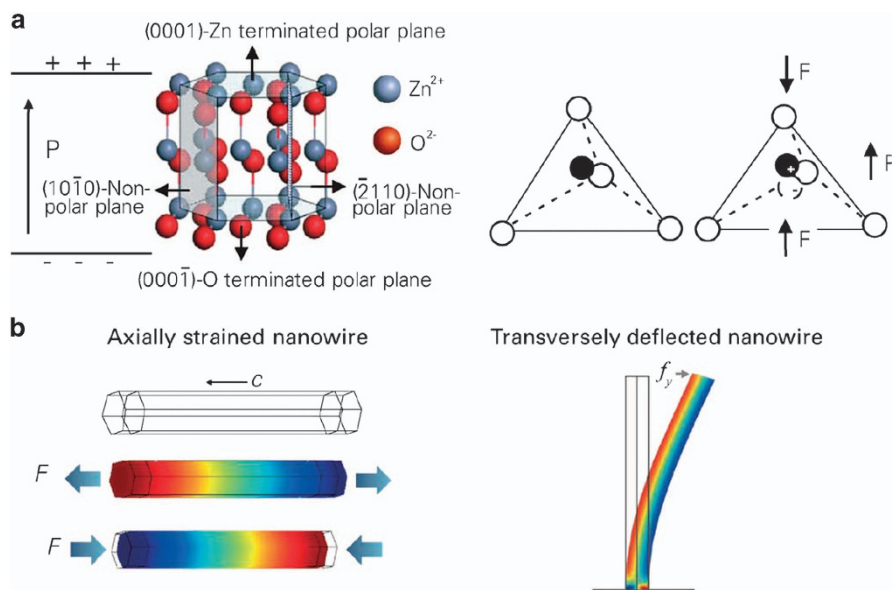 a
(0001)-Zn terminated polar plane
+ + +
P
Zn²⁺
O²⁻
(101̄0)-Non-
polar plane
(2̄110)-Non-
polar plane
- - -
(0001̄)-O terminated polar plane
F
+
P
F
b
Axially strained nanowire
Transversely deflected nanowire
c
F
F
f_y